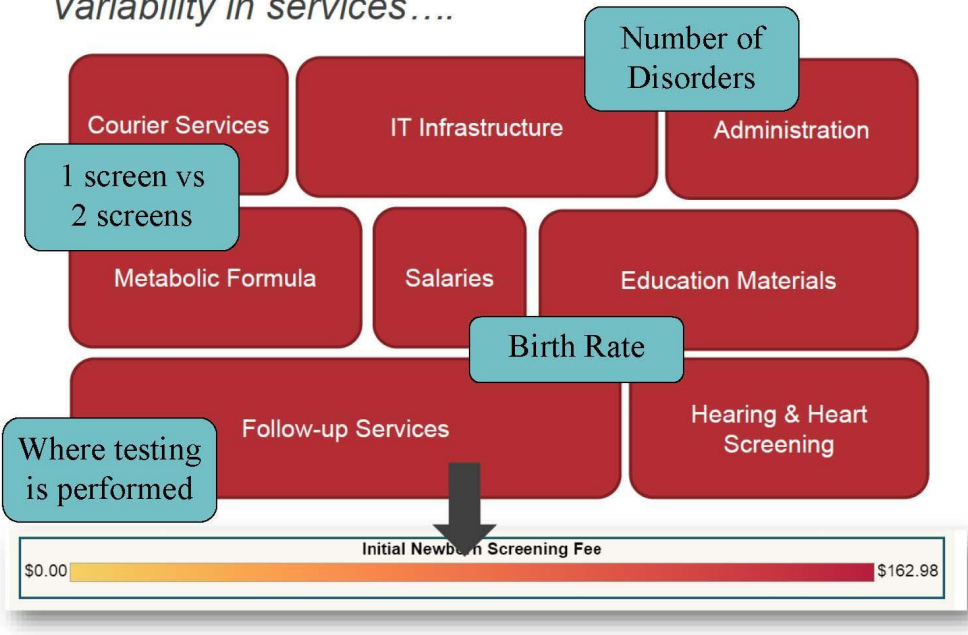 Variability in services....
Number of
Disorders
Courier Services
IT Infrastructure
Administration
1 screen vs
2 screens
Metabolic Formula
Salaries
Education Materials
Birth Rate
Follow-up Services
Hearing & Heart
Screening
Where testing
is performed
Initial Newborn Screening Fee
$0.00
$162.98